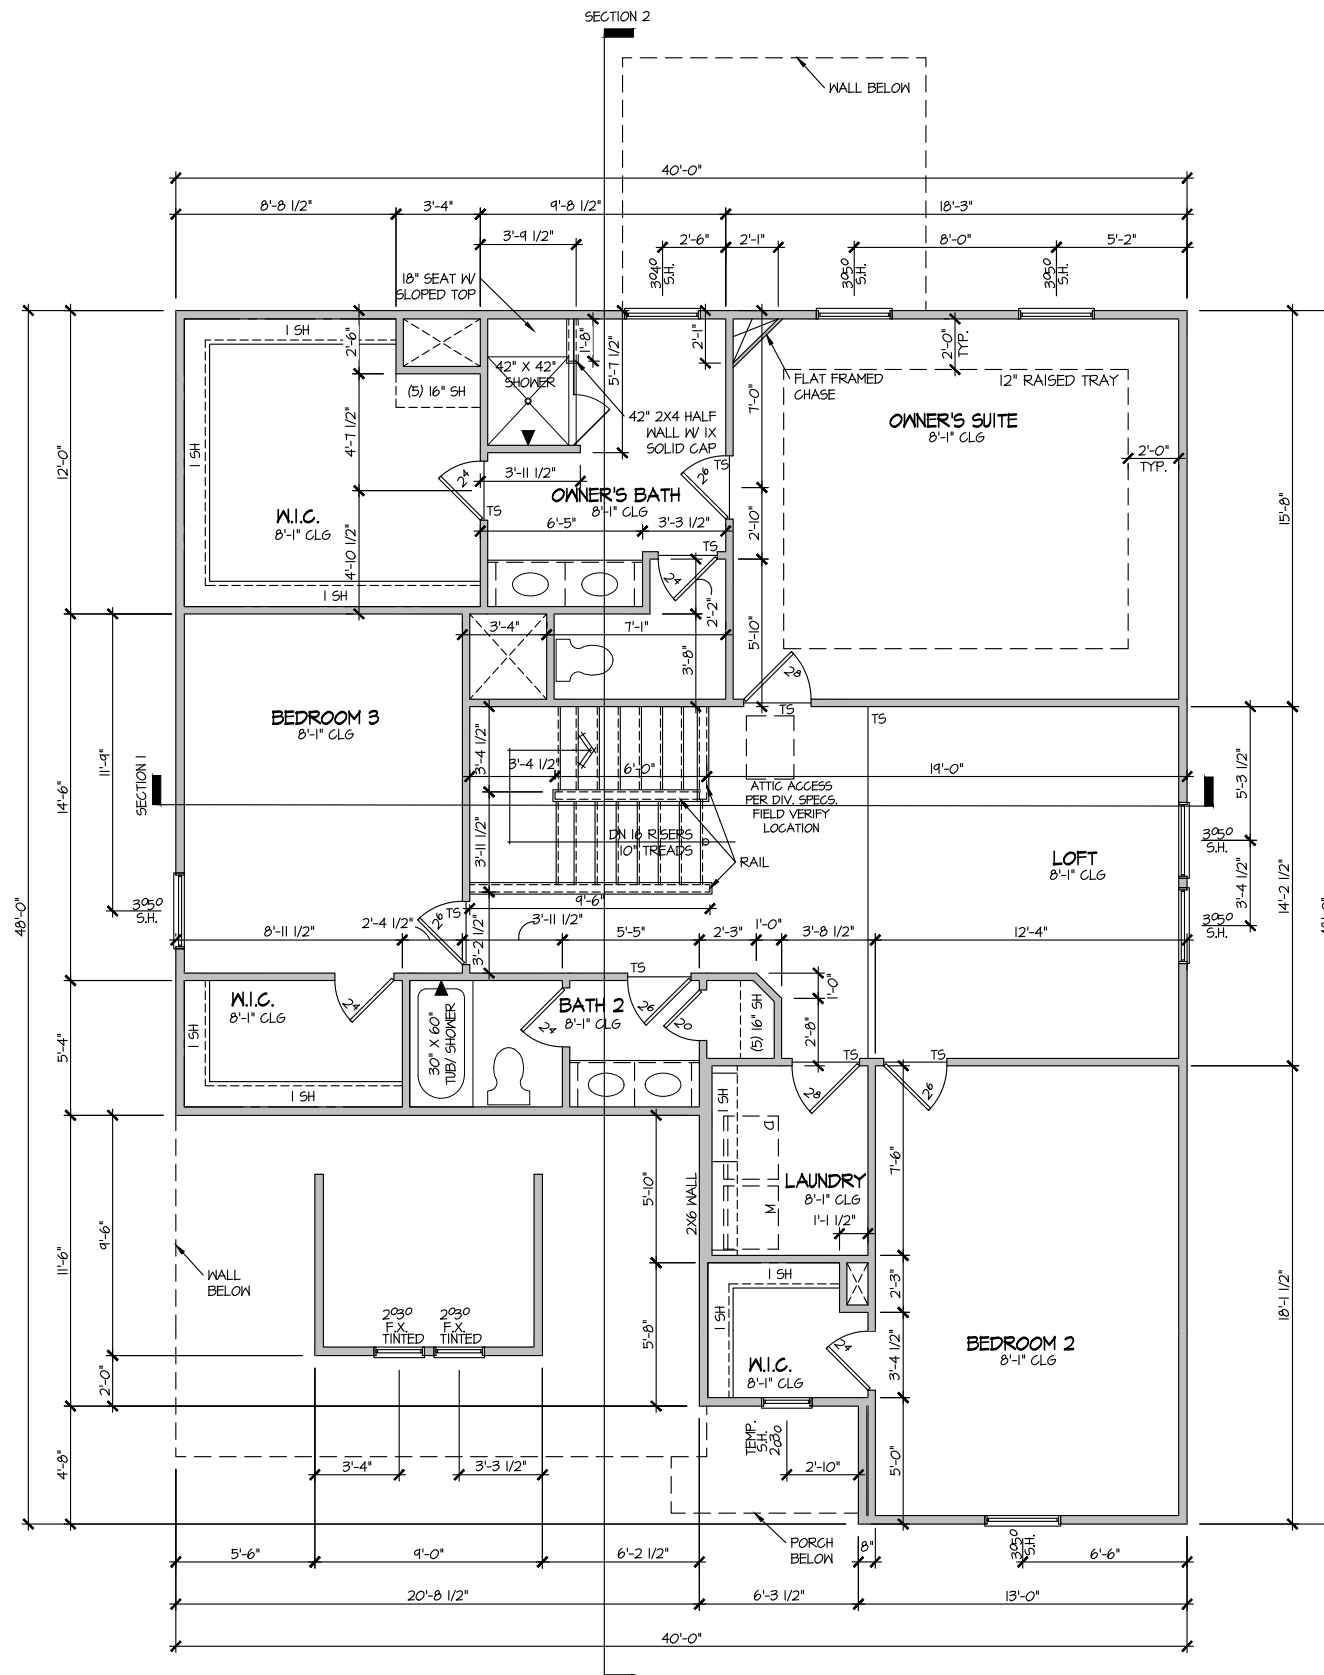 SECTION 2
WALL BELOW
40'-0"
8'-8 1/2"
3'-4"
9'-8 1/2"
18'-3"
3'-9 1/2"
2'-6"
2'-1"
8'-0"
5'-2"
3040
S.H.
3050
S.H.
3050
S.H.
18" SEAT W/
SLOPED TOP
1 SH
2'-6"
1'-8"
5'-7 1/2"
2'-1"
2'-0"
TYP.
42" X 42"
SHOWER
(5) 16" SH
FLAT FRAMED
CHASE
12" RAISED TRAY
7'-0"
42" 2X4 HALF
WALL W/ 1X
SOLID CAP
OWNER'S SUITE
8'-1" CLG
4'-7 1/2"
1 SH
12'-0"
2'-0"
TYP.
TS
26
24
3'-11 1/2"
OWNER'S BATH
8'-1" CLG
TS
W.I.C.
8'-1" CLG
6'-5"
3'-3 1/2"
2'-10"
15'-8"
4'-10 1/2"
TS
24
1 SH
2'-2"
3'-4"
7'-1"
5'-10"
3'-8"
28
BEDROOM 3
8'-1" CLG
TS
TS
3'-4 1/2"
11'-9"
14'-6"
SECTION 1
3'-4 1/2"
6'-0"
19'-0"
5'-3 1/2"
ATTIC ACCESS
PER DIV. SPECS.
FIELD VERIFY
LOCATION
DN 16 RISERS
10" TREADS
3'-11 1/2"
RAIL
LOFT
8'-1" CLG
3050
S.H.
3'-4 1/2"
14'-2 1/2"
48'-0"
3050
S.H.
9'-6"
TS
26
3050
S.H.
8'-11 1/2"
2'-4 1/2"
3'-2 1/2"
3'-11 1/2"
5'-5"
2'-3"
1'-0"
3'-8 1/2"
12'-4"
TS
1'-0"
W.I.C.
8'-1" CLG
24
BATH 2
8'-1" CLG
26
20
24
30" X 60"
TUB/ SHOWER
(5) 16" SH
2'-8"
1 SH
5'-4"
TS
TS
1 SH
28
26
1 SH
D
7'-6"
5'-10"
2X6 WALL
LAUNDRY
8'-1" CLG
M
1'-1 1/2"
9'-6"
11'-6"
WALL
BELOW
1 SH
2'-3"
18'-1 1/2"
2030
F.X.
TINTED
2030
F.X.
TINTED
1 SH
5'-8"
24
3'-4 1/2"
BEDROOM 2
8'-1" CLG
W.I.C.
8'-1" CLG
2'-0"
TEMP.
S.H.
2030
4'-8"
3'-4"
3'-3 1/2"
2'-10"
5'-0"
PORCH
BELOW
8"
3050
S.H.
5'-6"
9'-0"
6'-2 1/2"
6'-6"
20'-8 1/2"
6'-3 1/2"
13'-0"
40'-0"